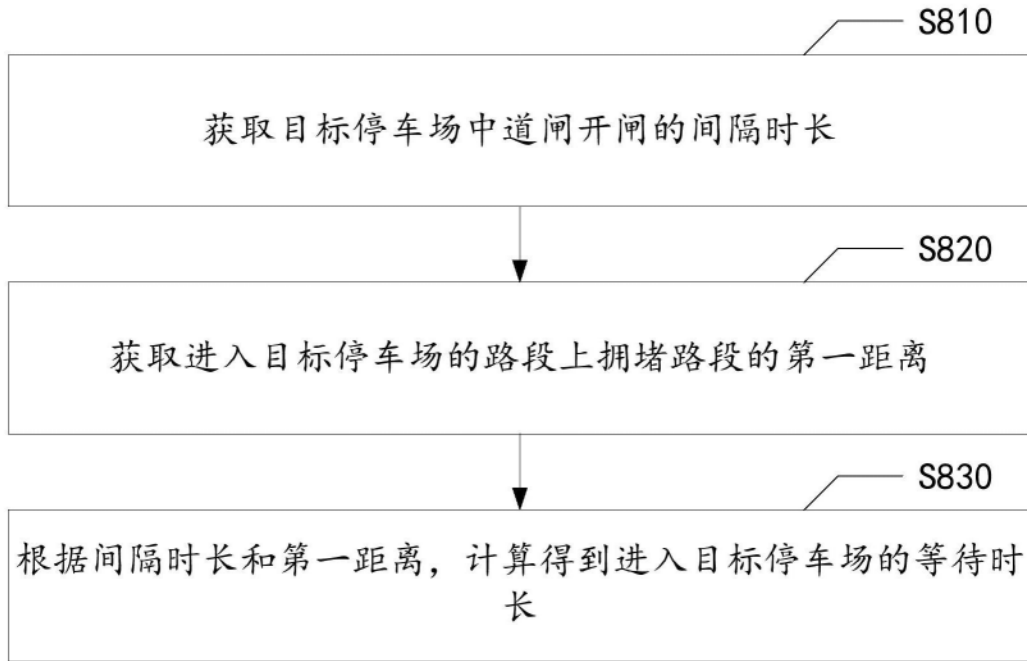 S810
获取目标停车场中道闸开闸的间隔时长
S820
获取进入目标停车场的路段上拥堵路段的第一距离
S830
根据间隔时长和第一距离，计算得到进入目标停车场的等待时
长